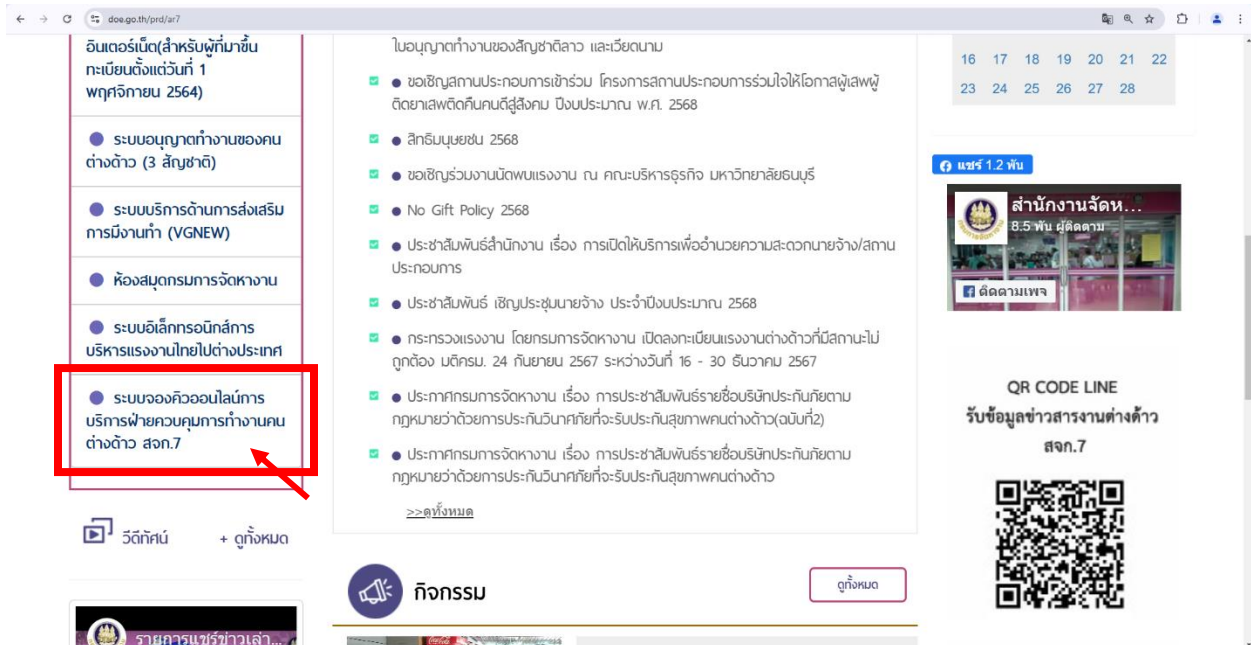 doe.go.th/prd/ar7
อินเตอร์เน็ต(สำหรับผู้ที่มาขึ้น
ทะเบียนตั้งแต่วันที่ 1
พฤศจิกายน 2564)
ระบบอนุญาตทำงานของคน
ต่างด้าว (3 สัญชาติ)
ระบบบริการด้านการส่งเสริม
การมีงานทำ (VGNEW)
ห้องสมุดกรมการจัดหางาน
ระบบอิเล็กทรอนิกส์การ
บริหารแรงงานไทยไปต่างประเทศ
ระบบจองคิวออนไลน์การ
บริการฝ่ายควบคุมการทำงานคน
ต่างด้าว สจก.7
วีดีทัศน์
+ ดูทั้งหมด
รายการแชร์ข่าวเล่า...
ใบอนุญาตทำงานของสัญชาติลาว และเวียดนาม
ขอเชิญสถานประกอบการเข้าร่วม โครงการสถานประกอบการร่วมใจให้โอกาสผู้เสพผู้
ติดยาเสพติดคืนคนดีสู่สังคม ปีงบประมาณ พ.ศ. 2568
สิทธิมนุษยชน 2568
ขอเชิญร่วมงานนัดพบแรงงาน ณ คณะบริหารธุรกิจ มหาวิทยาลัยธนบุรี
No Gift Policy 2568
ประชาสัมพันธ์สำนักงาน เรื่อง การเปิดให้บริการเพื่ออำนวยความสะดวกนายจ้าง/สถาน
ประกอบการ
ประชาสัมพันธ์ เชิญประชุมนายจ้าง ประจำปีงบประมาณ 2568
กระทรวงแรงงาน โดยกรมการจัดหางาน เปิดลงทะเบียนแรงงานต่างด้าวที่มีสถานะไม่
ถูกต้อง มติครม. 24 กันยายน 2567 ระหว่างวันที่ 16 - 30 ธันวาคม 2567
ประกาศกรมการจัดหางาน เรื่อง การประชาสัมพันธ์รายชื่อบริษัทประกันภัยตาม
กฎหมายว่าด้วยการประกันวินาศภัยที่จะรับประกันสุขภาพคนต่างด้าว(ฉบับที่2)
ประกาศกรมการจัดหางาน เรื่อง การประชาสัมพันธ์รายชื่อบริษัทประกันภัยตาม
กฎหมายว่าด้วยการประกันวินาศภัยที่จะรับประกันสุขภาพคนต่างด้าว
>>ดูทั้งหมด
กิจกรรม
ดูทั้งหมด
16 17 18 19 20 21 22
23 24 25 26 27 28
แชร์ 1.2 พัน
สำนักงานจัดห...
8.5 พัน ผู้ติดตาม
ติดตามเพจ
QR CODE LINE
รับข้อมูลข่าวสารงานต่างด้าว
สจก.7